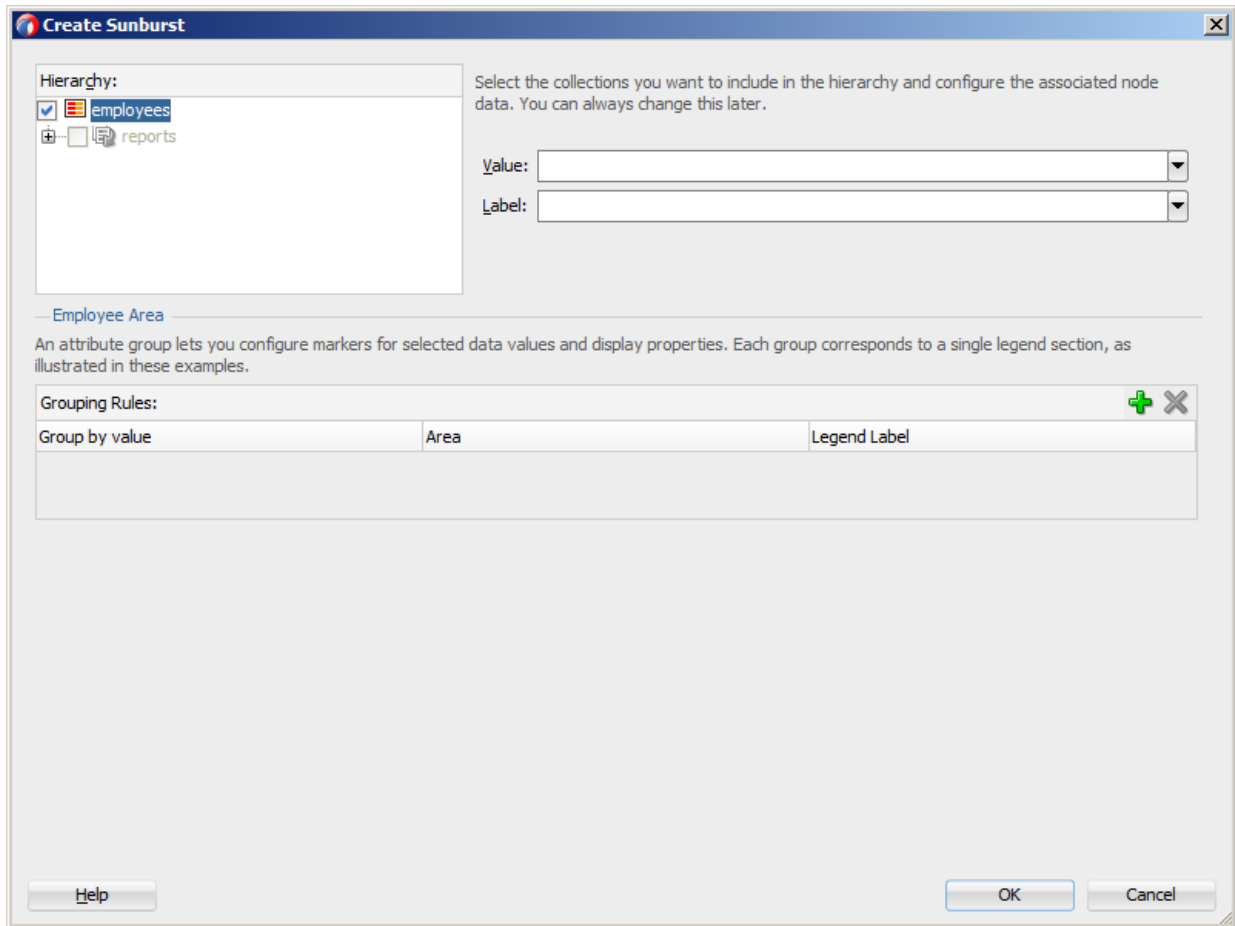 Create Sunburst
Hierarchy:
employees
reports
Select the collections you want to include in the hierarchy and configure the associated node
data. You can always change this later.
Value:
Label:
Employee Area
An attribute group lets you configure markers for selected data values and display properties. Each group corresponds to a single legend section, as
illustrated in these examples.
Grouping Rules:
Group by value Area Legend Label
Help OK Cancel